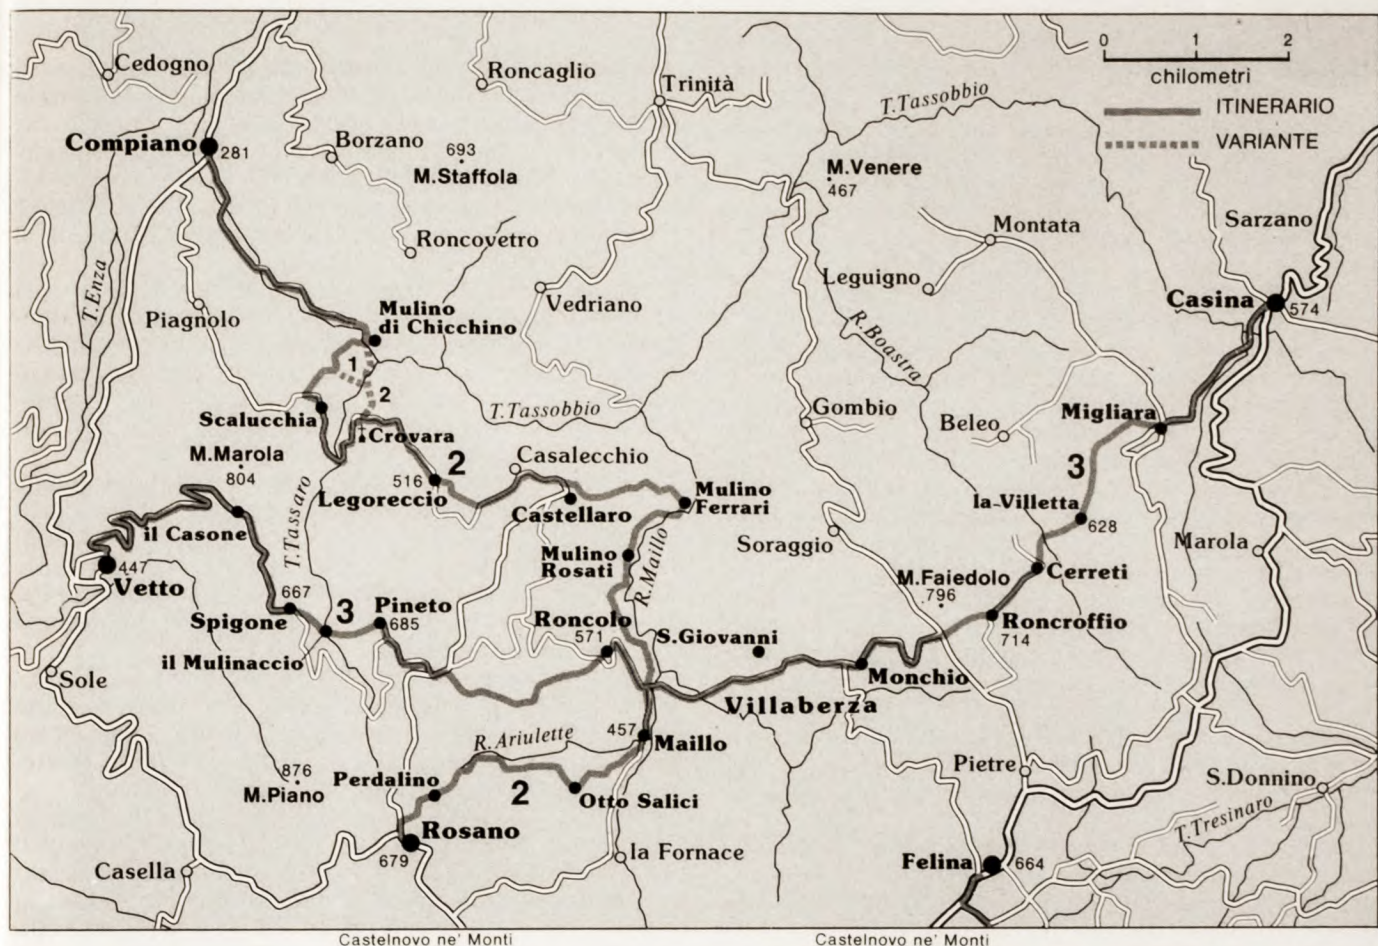 Cedogno
Roncaglio
Trinità
T. Tassobbio
0 1 2
chilometri
ITINERARIO
VARIANTE
Compiano
281
Borzano
693
M.Staffola
M.Venere
467
Sarzano
Roncovetro
Montata
T. Enza
Leguigno
Casina
574
Piagnolo
Mulino
di Chicchino
Vedriano
R. Boastra
1
2
Scalucchia
T. Tassobbio
Gombio
Beleo
Migliara
Crovara
M.Marola
804
516
Legoreccio
2
Casalecchio
3
Castellaro
Mulino
Ferrari
la Villetta
628
il Casone
T. Tassaro
Mulino
Rosati
R. Maillo
Soraggio
Marola
447
Vetto
M.Faiedolo
796
Cerreti
667
Spigone
3
Pineto
685
Roncolo
571
S.Giovanni
Roncroffio
714
il Mulinaccio
Sole
Villaberza
Monchio
R. Ariulette
457
Maillo
876
M.Piano
Perdalino
2
Otto Salici
Pietre
S.Donnino
T. Tresinaro
Rosano
679
la Fornace
Casella
Felina
664
Castelnovo ne' Monti
Castelnovo ne' Monti